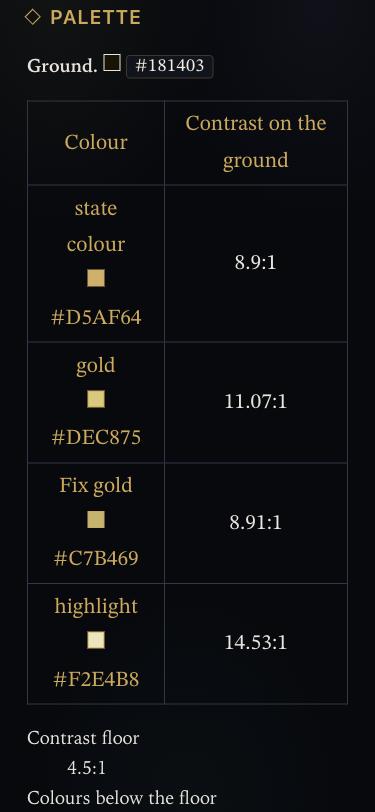 PALETTE
Ground. #181403
Colour
Contrast on the
ground
state
colour
#D5AF64
8.9:1
gold
#DEC875
11.07:1
Fix gold
#C7B469
8.91:1
highlight
#F2E4B8
14.53:1
Contrast floor
4.5:1
Colours below the floor